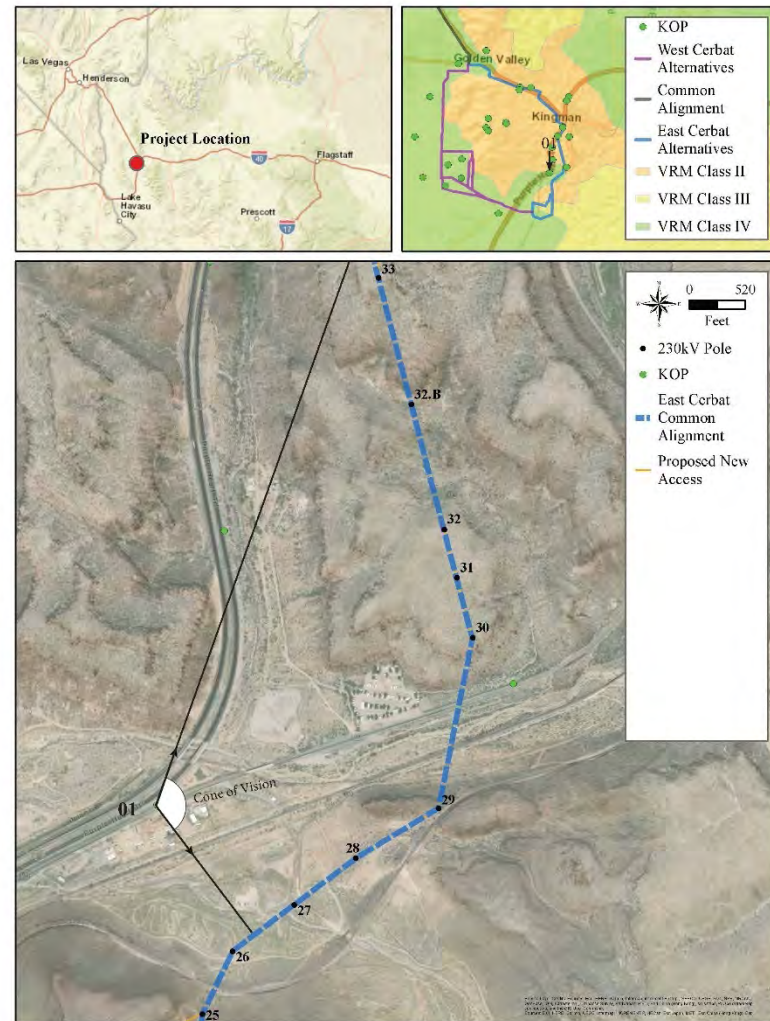 Las Vegas
Henderson
Project Location
40
Flagstaff
Lake
Havasu
City
Prescott
17
Golden Valley
Kingman
01
KOP
West Cerbat
Alternatives
Common
Alignment
East Cerbat
Alternatives
VRM Class II
VRM Class III
VRM Class IV
33
32.B
32
31
30
29
28
27
26
25
01
Cone of Vision
0 520
Feet
230kV Pole
KOP
East Cerbat
Common
Alignment
Proposed New
Access